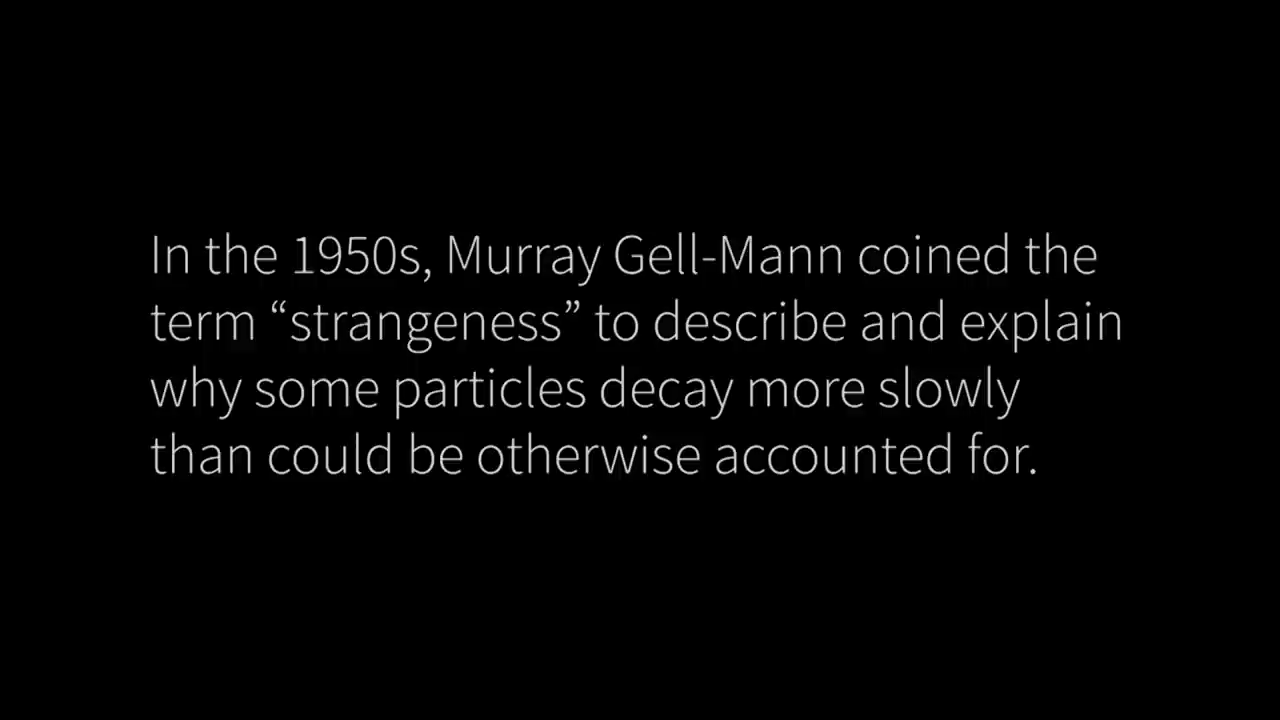 In the 1950s, Murray Gell-Mann coined the
term “strangeness” to describe and explain
why some particles decay more slowly
than could be otherwise accounted for.